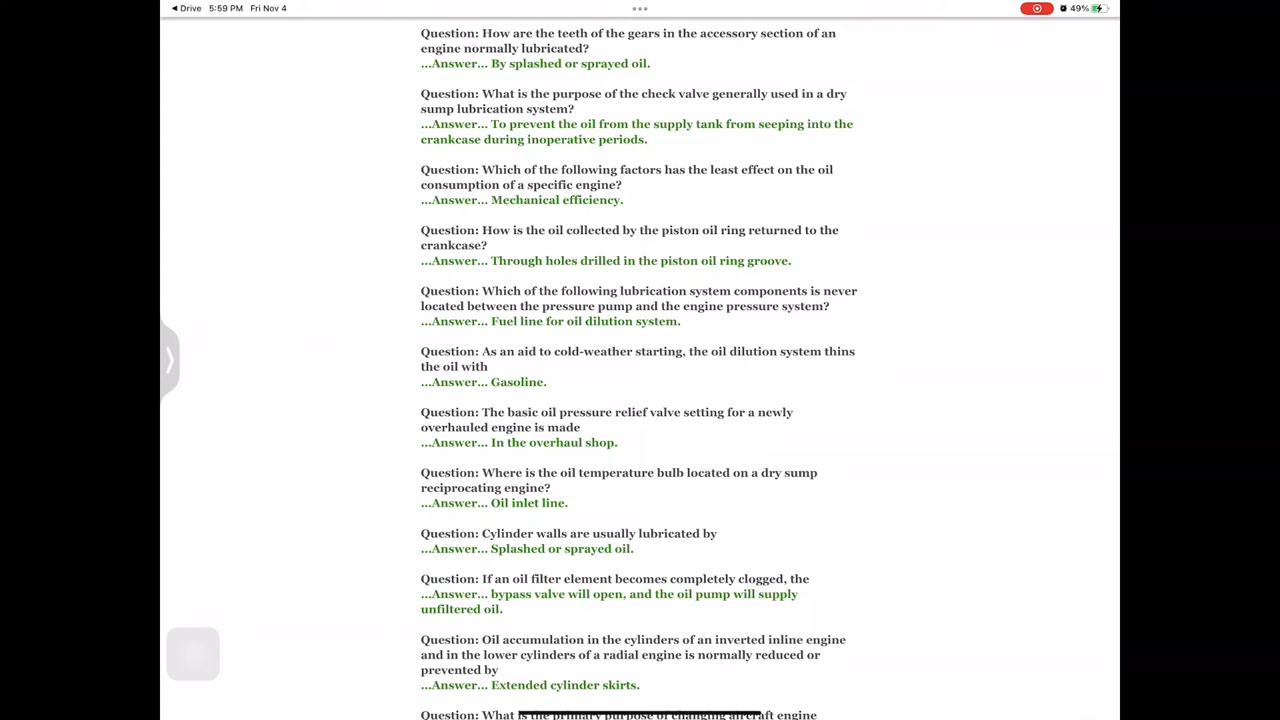 Drive 5:59 PM Fri Nov 4
49%
Question: How are the teeth of the gears in the accessory section of an
engine normally lubricated?
...Answer... By splashed or sprayed oil.
Question: What is the purpose of the check valve generally used in a dry
sump lubrication system?
...Answer... To prevent the oil from the supply tank from seeping into the
crankcase during inoperative periods.
Question: Which of the following factors has the least effect on the oil
consumption of a specific engine?
...Answer... Mechanical efficiency.
Question: How is the oil collected by the piston oil ring returned to the
crankcase?
...Answer... Through holes drilled in the piston oil ring groove.
Question: Which of the following lubrication system components is never
located between the pressure pump and the engine pressure system?
...Answer... Fuel line for oil dilution system.
Question: As an aid to cold-weather starting, the oil dilution system thins
the oil with
...Answer... Gasoline.
Question: The basic oil pressure relief valve setting for a newly
overhauled engine is made
...Answer... In the overhaul shop.
Question: Where is the oil temperature bulb located on a dry sump
reciprocating engine?
...Answer... Oil inlet line.
Question: Cylinder walls are usually lubricated by
...Answer... Splashed or sprayed oil.
Question: If an oil filter element becomes completely clogged, the
...Answer... bypass valve will open, and the oil pump will supply
unfiltered oil.
Question: Oil accumulation in the cylinders of an inverted inline engine
and in the lower cylinders of a radial engine is normally reduced or
prevented by
...Answer... Extended cylinder skirts.
Question: What is the primary purpose of changing aircraft engine